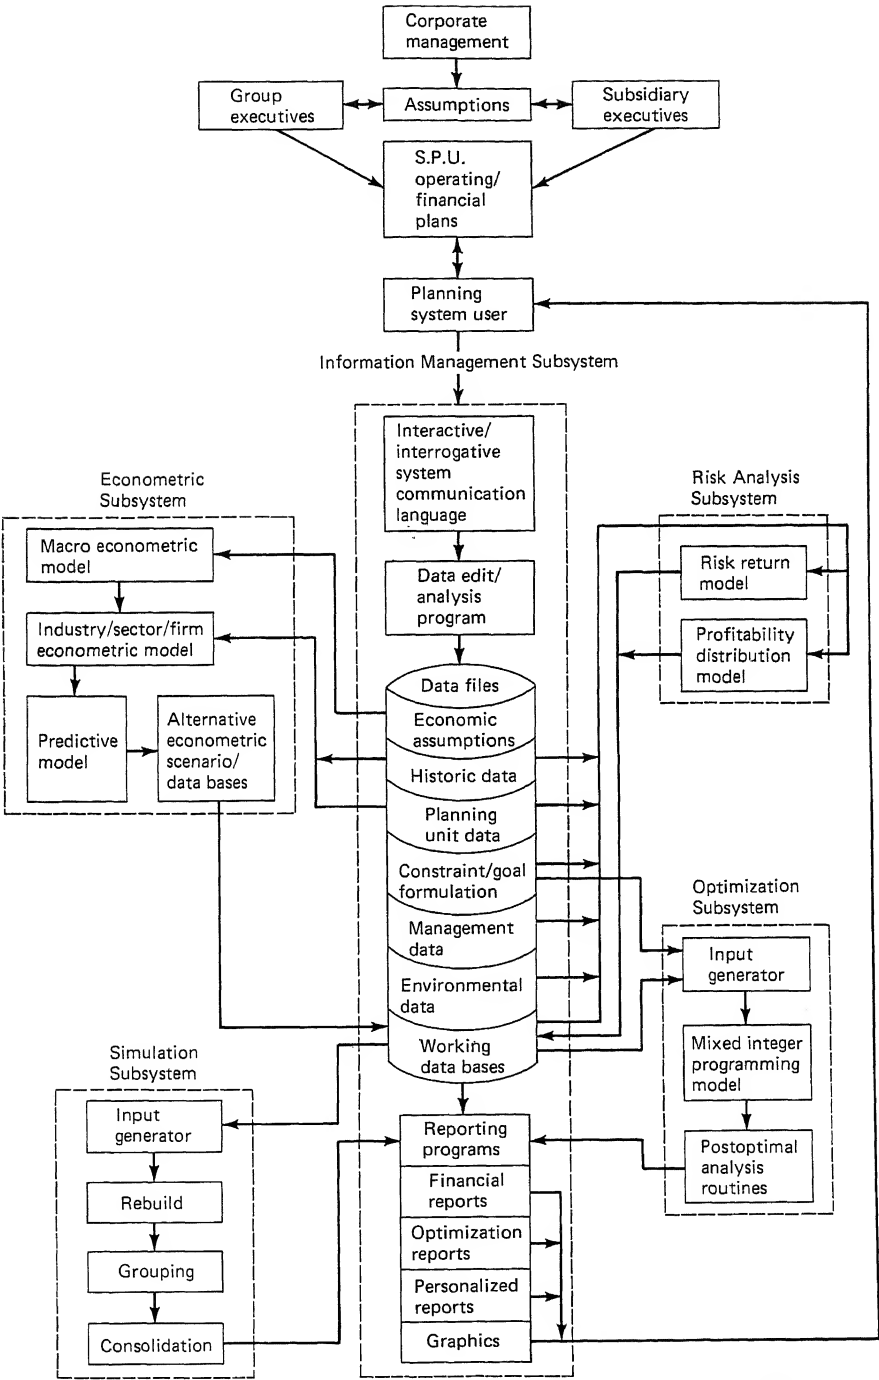 Corporate
management
Group
executives
Assumptions
Subsidiary
executives
S.P.U.
operating/
financial
plans
Planning
system user
Information Management Subsystem
Interactive/
interrogative
system
communication
language
Data edit/
analysis
program
Econometric
Subsystem
Macro econometric
model
Industry/sector/firm
econometric model
Predictive
model
Alternative
econometric
scenario/
data bases
Risk Analysis
Subsystem
Risk return
model
Profitability
distribution
model
Data files
Economic
assumptions
Historic data
Planning
unit data
Constraint/goal
formulation
Management
data
Environmental
data
Working
data bases
Optimization
Subsystem
Input
generator
Mixed integer
programming
model
Postoptimal
analysis
routines
Simulation
Subsystem
Input
generator
Rebuild
Grouping
Consolidation
Reporting
programs
Financial
reports
Optimization
reports
Personalized
reports
Graphics